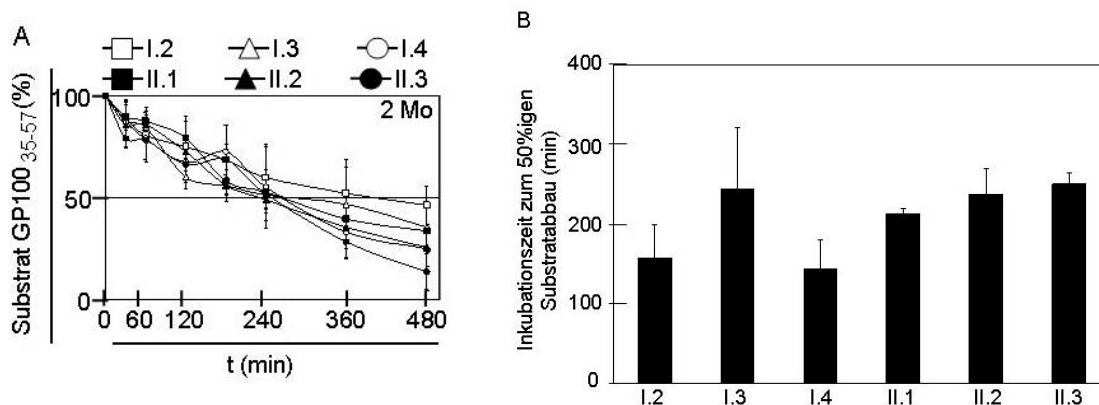 A
I.2 I.3 I.4
II.1 II.2 II.3
2 Mo
Substrat GP100 35-57 (%)
100
50
0
0 60 120 240 360 480
t (min)
B
Inkubationszeit zum 50%igen
Substratabbau (min)
400
300
200
100
0
I.2 I.3 I.4 II.1 II.2 II.3